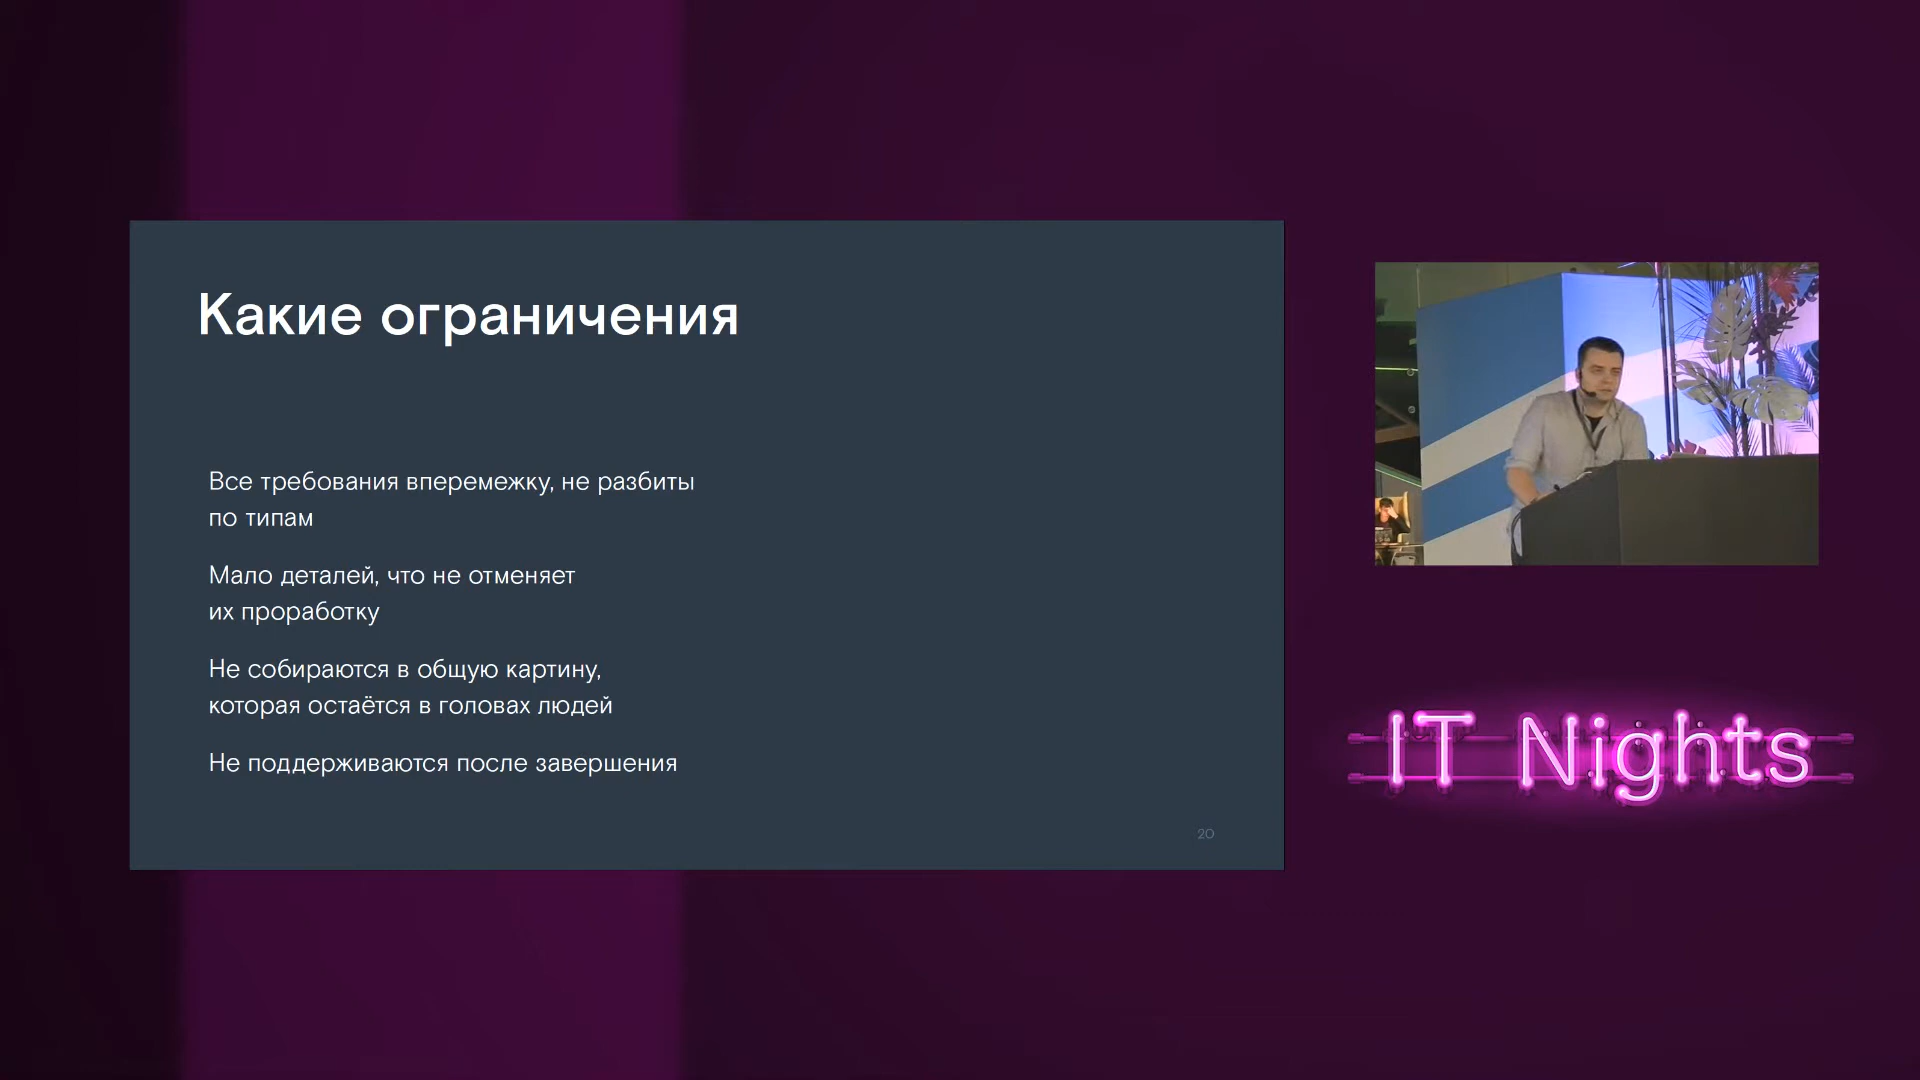 Какие ограничения
Все требования вперемежку, не разбиты
по типам
Мало деталей, что не отменяет
их проработку
Не собираются в общую картину,
которая остаётся в головах людей
Не поддерживаются после завершения
20
IT Nights